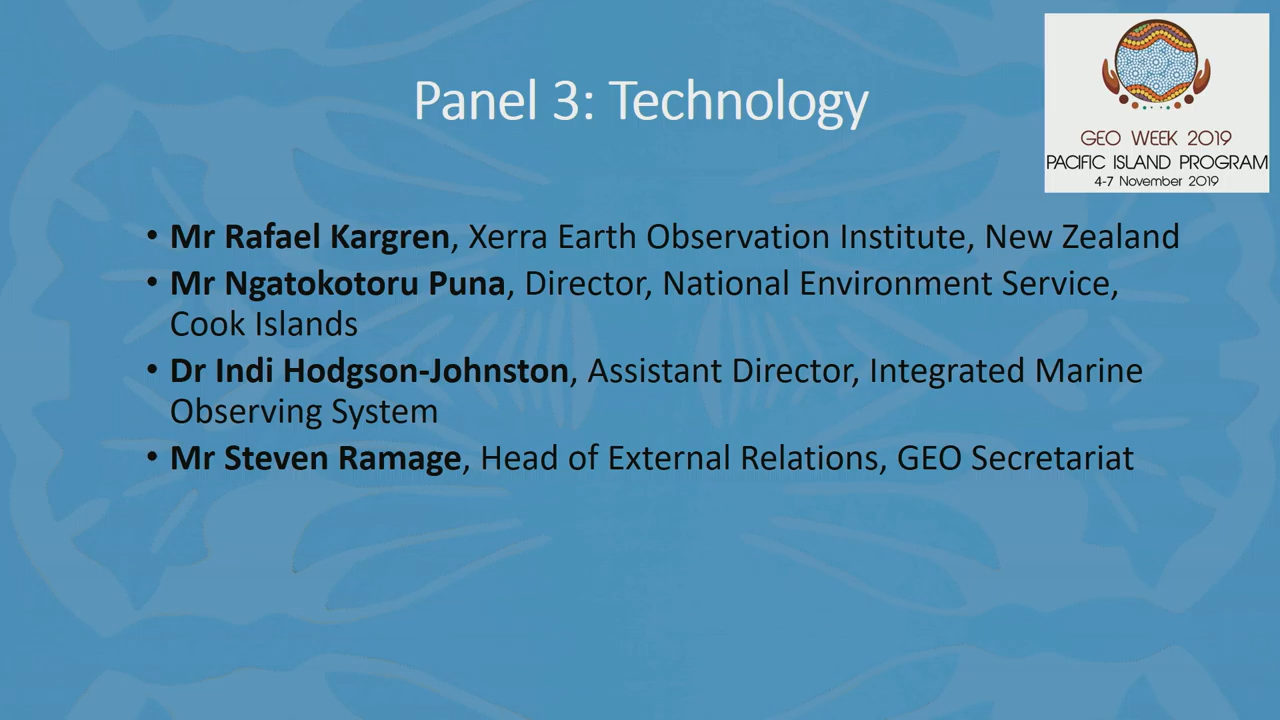 Panel 3: Technology
GEO WEEK 2019
PACIFIC ISLAND PROGRAM
4-7 November 2019
• Mr Rafael Kargren, Xerra Earth Observation Institute, New Zealand
• Mr Ngatokotoru Puna, Director, National Environment Service,
Cook Islands
• Dr Indi Hodgson-Johnston, Assistant Director, Integrated Marine
Observing System
• Mr Steven Ramage, Head of External Relations, GEO Secretariat